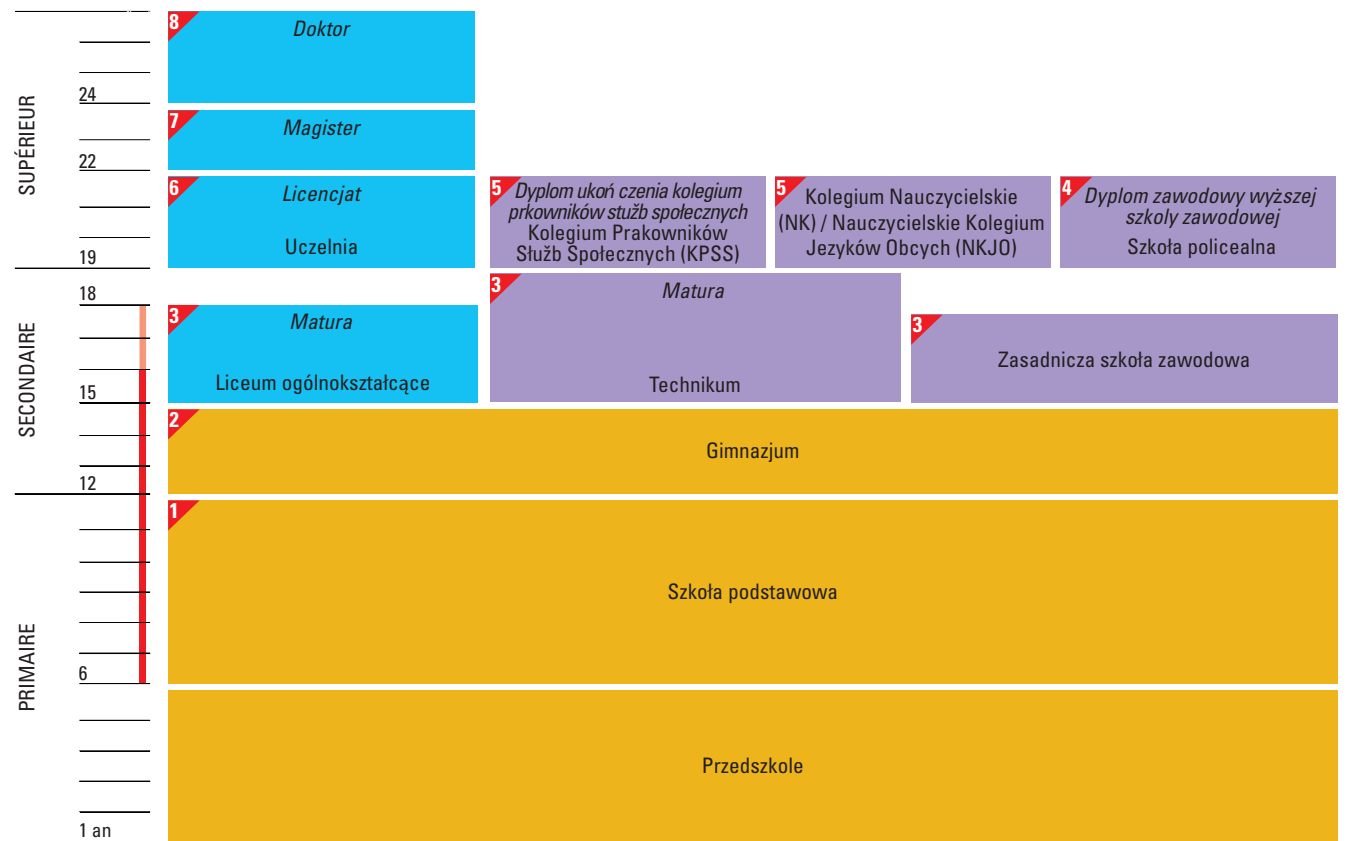 SUPÉRIEUR
SECONDAIRE
PRIMAIRE
24
22
19
18
15
12
6
1 an
8
Doktor
7
Magister
6
Licencjat
Uczelnia
5
Dyplom ukoń czenia kolegium
prkowników stużb społecznych
Kolegium Prakowników
Służb Społecznych (KPSS)
5
Kolegium Nauczycielskie
(NK) / Nauczycielskie Kolegium
Jezyków Obcych (NKJO)
4
Dyplom zawodowy wyższej
szkoly zawodowej
Szkoła policealna
3
Matura
Liceum ogólnokształcące
3
Matura
Technikum
3
Zasadnicza szkoła zawodowa
2
Gimnazjum
1
Szkoła podstawowa
Przedszkole